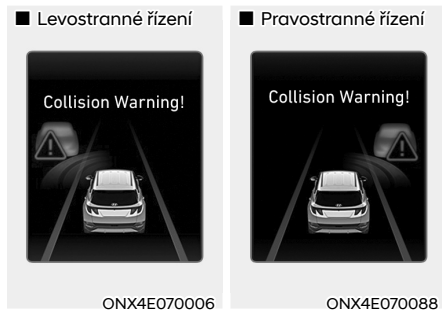 ■ Levostranné řízení
Collision Warning!
ONX4E070006
■ Pravostranné řízení
Collision Warning!
ONX4E070088